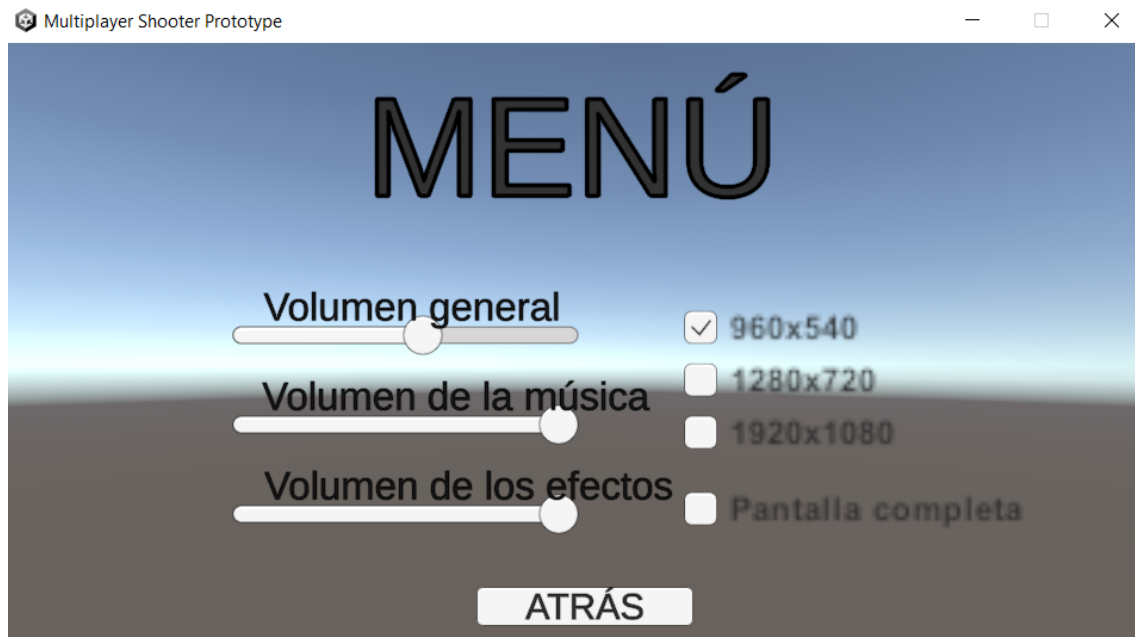 Multiplayer Shooter Prototype
MENÚ
Volumen general
960x540
1280x720
Volumen de la música
1920x1080
Volumen de los efectos
Pantalla completa
ATRÁS